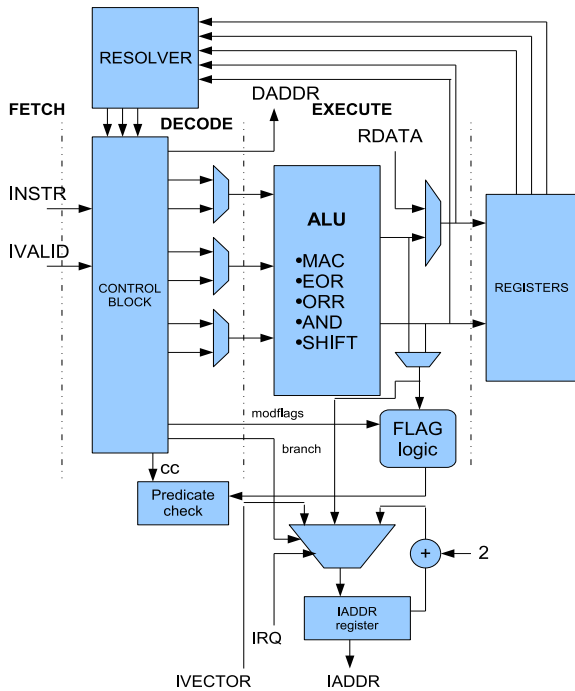 RESOLVER
FETCH
DECODE
DADDR
EXECUTE
RDATA
INSTR
IVALID
CONTROL
BLOCK
ALU
•MAC
•EOR
•ORR
•AND
•SHIFT
REGISTERS
modflags
branch
FLAG
logic
CC
Predicate
check
+
2
IADDR
register
IRQ
IVECTOR
IADDR